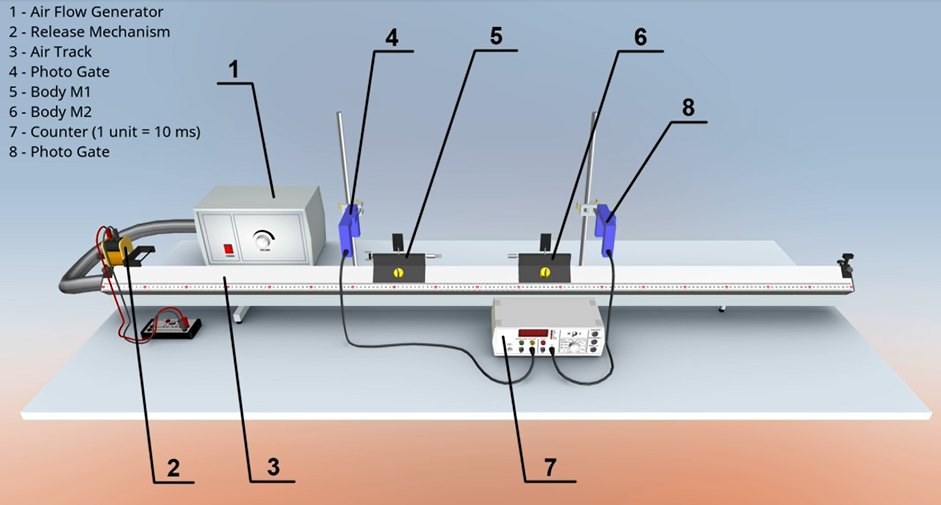 1 - Air Flow Generator
2 - Release Mechanism
3 - Air Track
4 - Photo Gate
5 - Body M1
6 - Body M2
7 - Counter (1 unit = 10 ms)
8 - Photo Gate
4
5
6
1
8
2
3
7